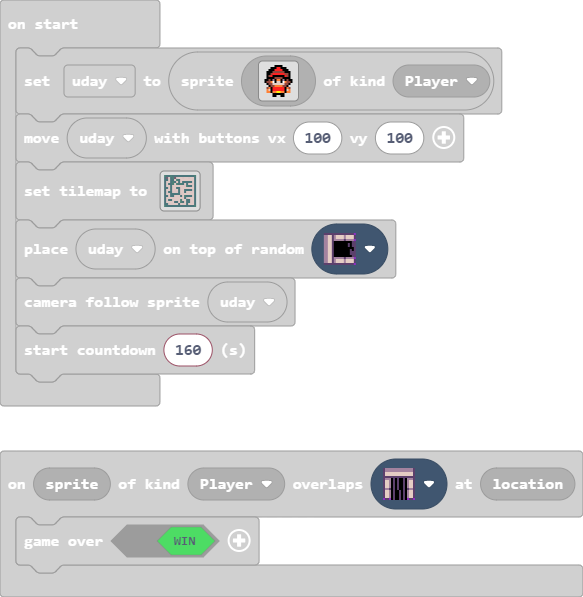 on start
set uday to sprite of kind Player
move uday with buttons vx 100 vy 100
set tilemap to
place uday on top of random
camera follow sprite uday
start countdown 160 (s)
on sprite of kind Player overlaps at location
game over WIN